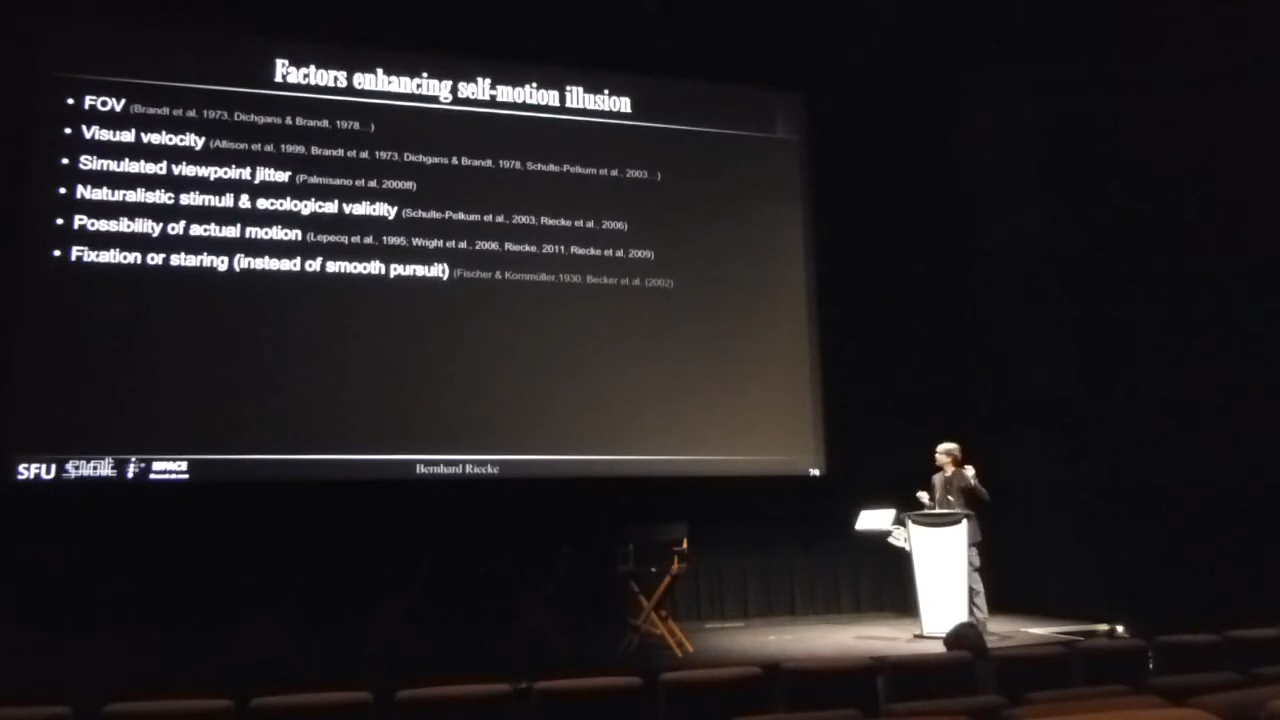 Factors enhancing self-motion illusion
• FOV (Brandt et al, 1973, Dichgans & Brandt, 1978...)
• Visual velocity (Allison et al, 1999, Brandt et al, 1973, Dichgans & Brandt, 1978, Schulte-Pelkum et al., 2003...)
• Simulated viewpoint jitter (Palmisano et al, 2000ff)
• Naturalistic stimuli & ecological validity (Schulte-Pelkum et al., 2003; Riecke et al., 2006)
• Possibility of actual motion (Lepecq et al., 1995; Wright et al., 2006, Riecke, 2011, Riecke et al, 2009)
• Fixation or staring (instead of smooth pursuit) (Fischer & Kornmüller,1930; Becker et al. (2002)
SFU
Bernhard Riecke
29